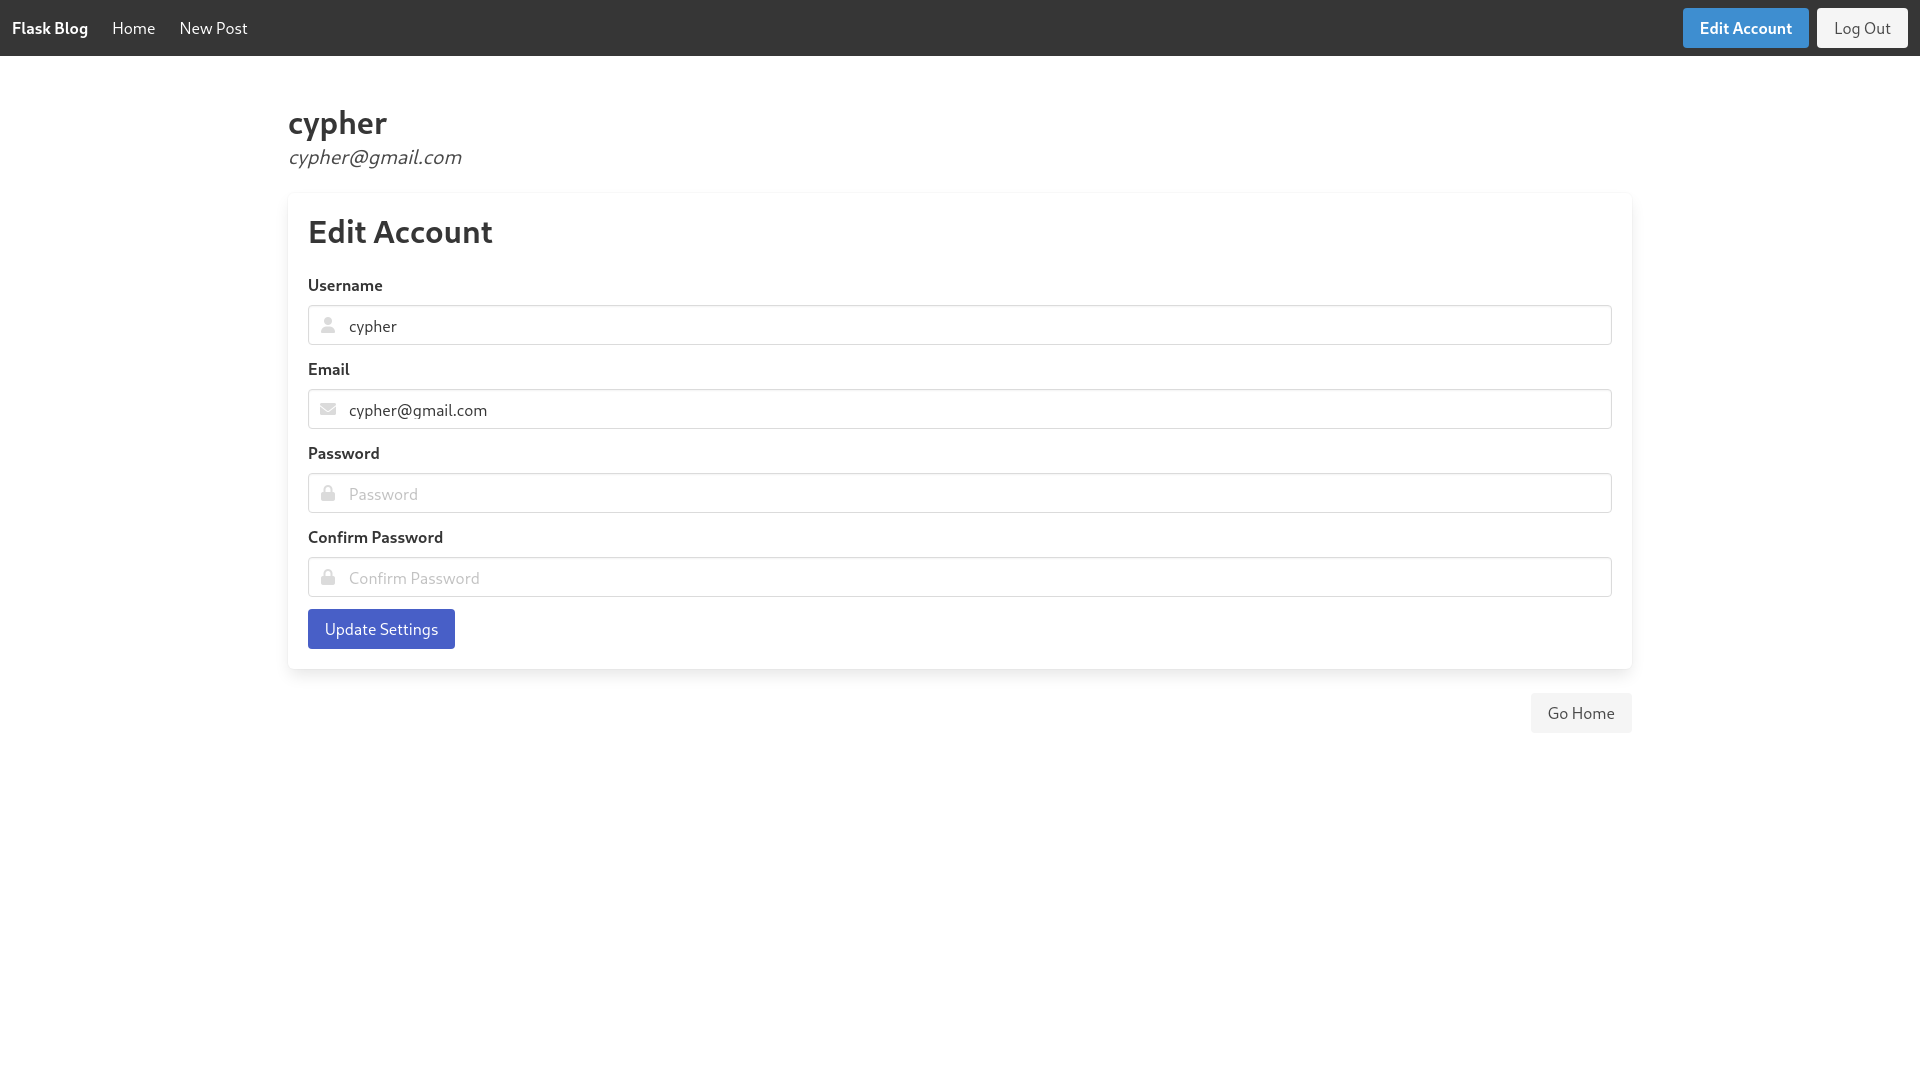 Flask Blog Home New Post Edit Account Log Out
cypher
cypher@gmail.com
Edit Account
Username
cypher
Email
cypher@gmail.com
Password
Password
Confirm Password
Confirm Password
Update Settings
Go Home